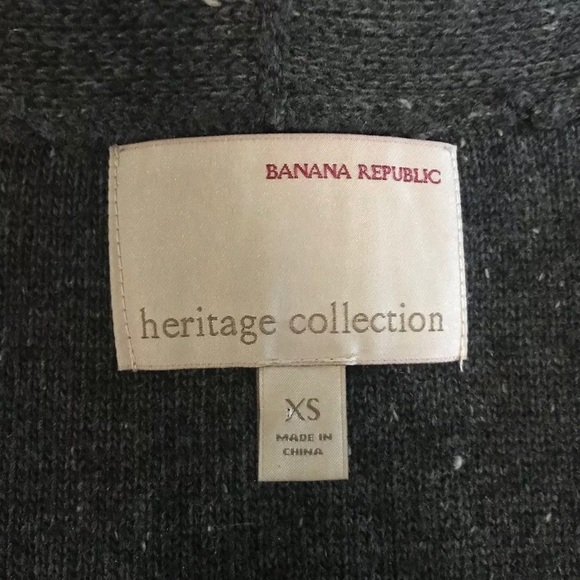 BANANA REPUBLIC
heritage collection
XS
MADE IN
CHINA